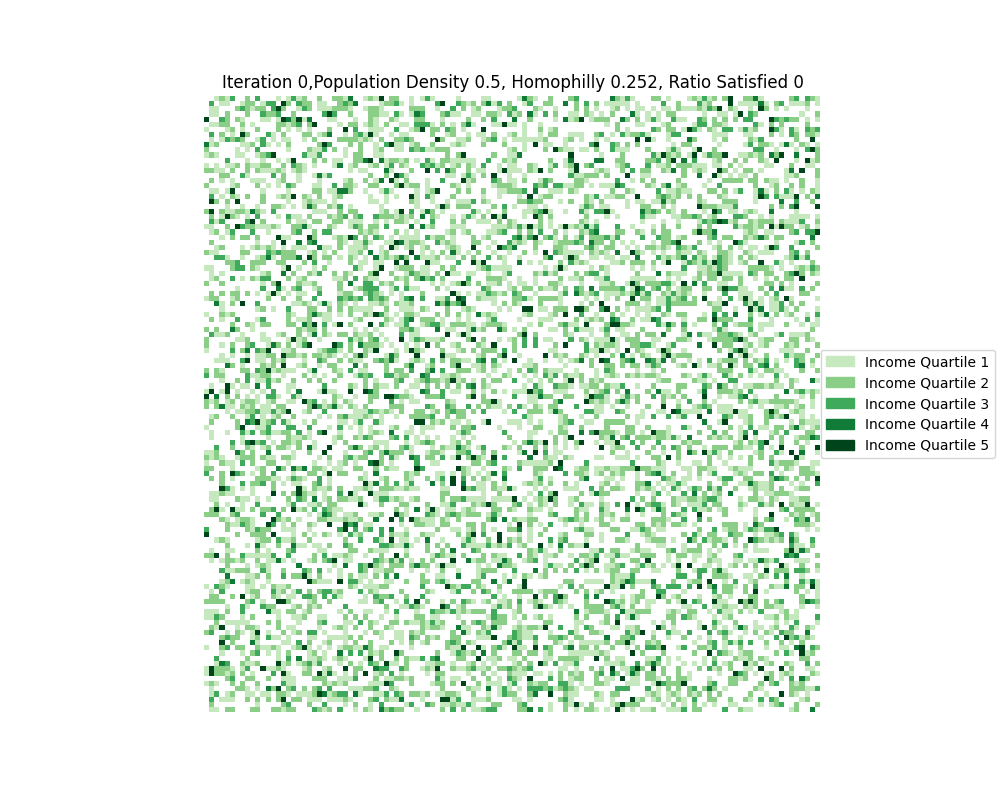 Iteration 0,Population Density 0.5, Homophilly 0.252, Ratio Satisfied 0
Income Quartile 1
Income Quartile 2
Income Quartile 3
Income Quartile 4
Income Quartile 5